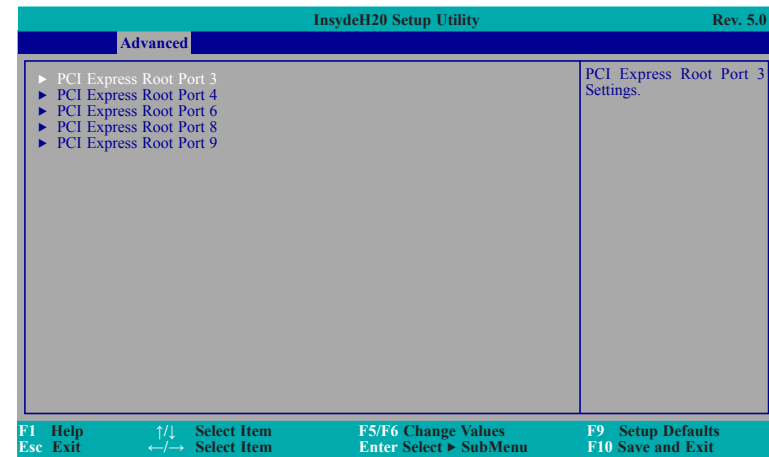 InsydeH20 Setup Utility Rev. 5.0
Advanced
► PCI Express Root Port 3
► PCI Express Root Port 4
► PCI Express Root Port 6
► PCI Express Root Port 8
► PCI Express Root Port 9
PCI Express Root Port 3
Settings.
F1 Help ↑/↓ Select Item F5/F6 Change Values F9 Setup Defaults
Esc Exit ←/→ Select Item Enter Select ► SubMenu F10 Save and Exit